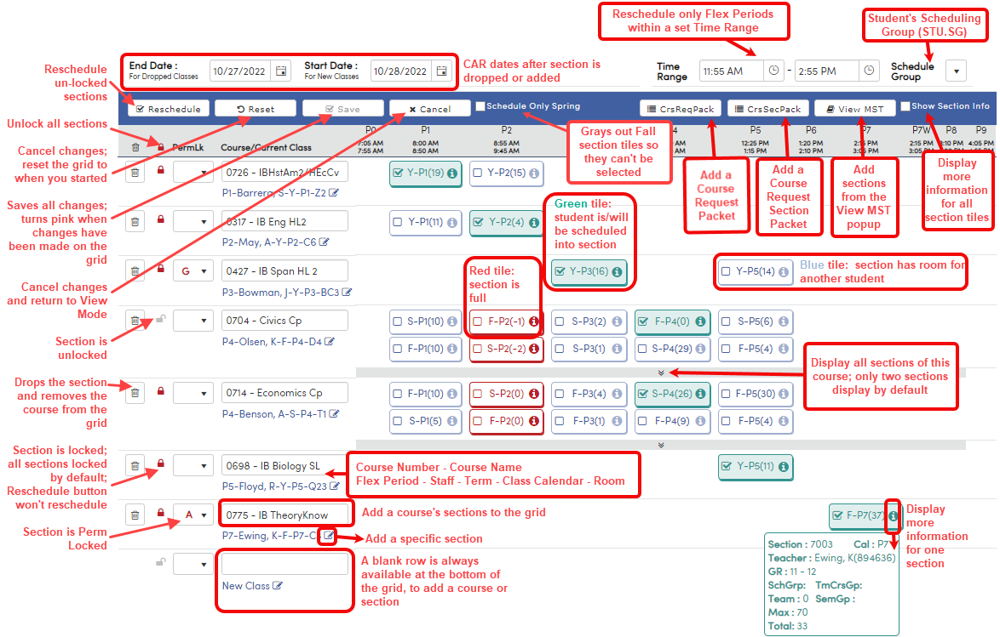 Reschedule only Flex Periods
within a set Time Range
Student's Scheduling
Group (STU.SG)
Reschedule
un-locked
sections
End Date :
For Dropped Classes
10/27/2022
Start Date :
For New Classes
10/28/2022
CAR dates after section is
dropped or added
Time
Range
11:55 AM
-
2:55 PM
Schedule
Group
Reschedule
Reset
Save
Cancel
Schedule Only Spring
CrsReqPack
CrsSecPack
View MST
Show Section Info
Unlock all sections
PermLk
Course/Current Class
P0
7:05 AM
7:55 AM
P1
8:00 AM
8:50 AM
P2
8:55 AM
9:45 AM
Grays out Fall
section tiles so
they can't be
selected
4
P5
12:25 PM
1:15 PM
P6
1:20 PM
2:10 PM
P7
2:15 PM
3:05 PM
P7W
2:15 PM
3:05 PM
P8
3:10 PM
4:00 PM
P9
4:05 PM
4:55 PM
Cancel changes;
reset the grid to
when you started
0726 - IBHstAm2/HEcCv
P1-Barrera, S-Y-P1-Z2
Y-P1(19)
Y-P2(15)
Add a
Course
Request
Packet
Add a
Course
Request
Section
Packet
Add
sections
from the
View MST
popup
Display
more
information
for all
section tiles
Saves all changes;
turns pink when
changes have
been made on the
grid
0317 - IB Eng HL2
P2-May, A-Y-P2-C6
Y-P1(11)
Y-P2(4)
Green tile:
student is/will
be scheduled
into section
Cancel changes
and return to View
Mode
G
0427 - IB Span HL 2
P3-Bowman, J-Y-P3-BC3
Red tile:
section is
full
Y-P3(16)
Y-P5(14)
Blue tile: section has room for
another student
Section is
unlocked
0704 - Civics Cp
P4-Olsen, K-F-P4-D4
S-P1(10)
F-P2(-1)
S-P3(2)
F-P4(0)
S-P5(6)
F-P1(10)
S-P2(-2)
S-P3(1)
S-P4(29)
F-P5(4)
Display all sections of this
course; only two sections
display by default
Drops the section
and removes the
course from the
grid
0714 - Economics Cp
P4-Benson, A-S-P4-T1
F-P1(10)
S-P2(0)
F-P3(4)
S-P4(26)
F-P5(30)
S-P1(5)
F-P2(0)
F-P3(1)
F-P4(9)
F-P5(4)
Section is locked;
all sections locked
by default;
Reschedule button
won't reschedule
0698 - IB Biology SL
P5-Floyd, R-Y-P5-Q23
Course Number - Course Name
Flex Period - Staff - Term - Class Calendar - Room
Y-P5(11)
Section is Perm
Locked
A
0775 - IB TheoryKnow
P7-Ewing, K-F-P7-C
Add a course's sections to the grid
Add a specific section
F-P7(37)
Display
more
information
for one
section
New Class
A blank row is always
available at the bottom of
the grid, to add a course or
section
Section : 7003 Cal : P7
Teacher : Ewing, K(894636)
GR : 11 - 12
SchGrp: TmCrsGp:
Team : 0 SemGp :
Max : 70
Total: 33